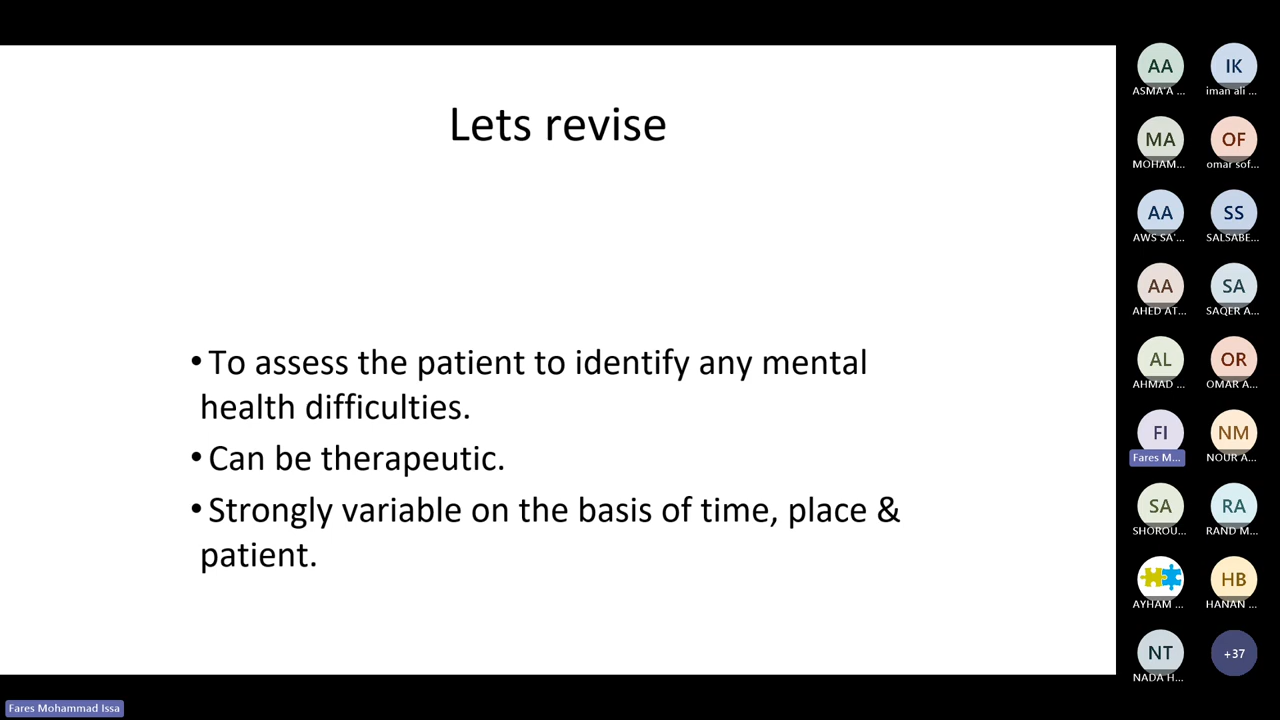 Lets revise
• To assess the patient to identify any mental
health difficulties.
• Can be therapeutic.
• Strongly variable on the basis of time, place &
patient.
AA IK
ASMA'A ... iman ali ...
MA OF
MOHAM... omar sof...
AA SS
AWS SA'... SALSABE...
AA SA
AHED AT... SAQER A...
AL OR
AHMAD ... OMAR A...
FI NM
Fares M... NOUR A...
SA RA
SHOROU... RAND M...
HB
AYHAM ... HANAN ...
NT +37
NADA H...
Fares Mohammad Issa